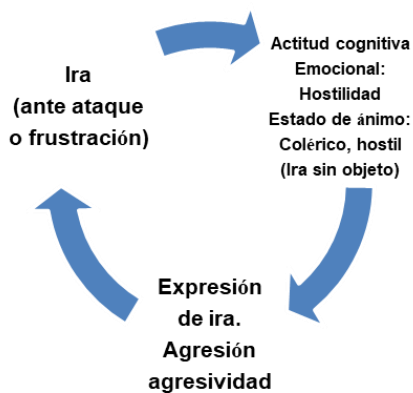 Ira
(ante ataque
o frustración)
Actitud cognitiva
Emocional:
Hostilidad
Estado de ánimo:
Colérico, hostil
(Ira sin objeto)
Expresión
de ira.
Agresión
agresividad